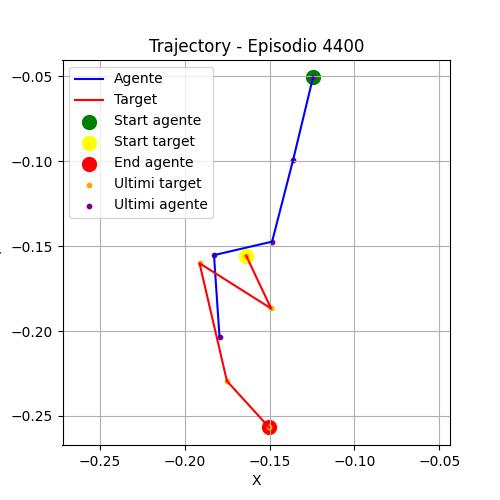 Trajectory - Episodio 4400
Agente
Target
Start agente
Start target
End agente
Ultimi target
Ultimi agente
−0.05
−0.10
−0.15
−0.20
−0.25
−0.25
−0.20
−0.15
−0.10
−0.05
X